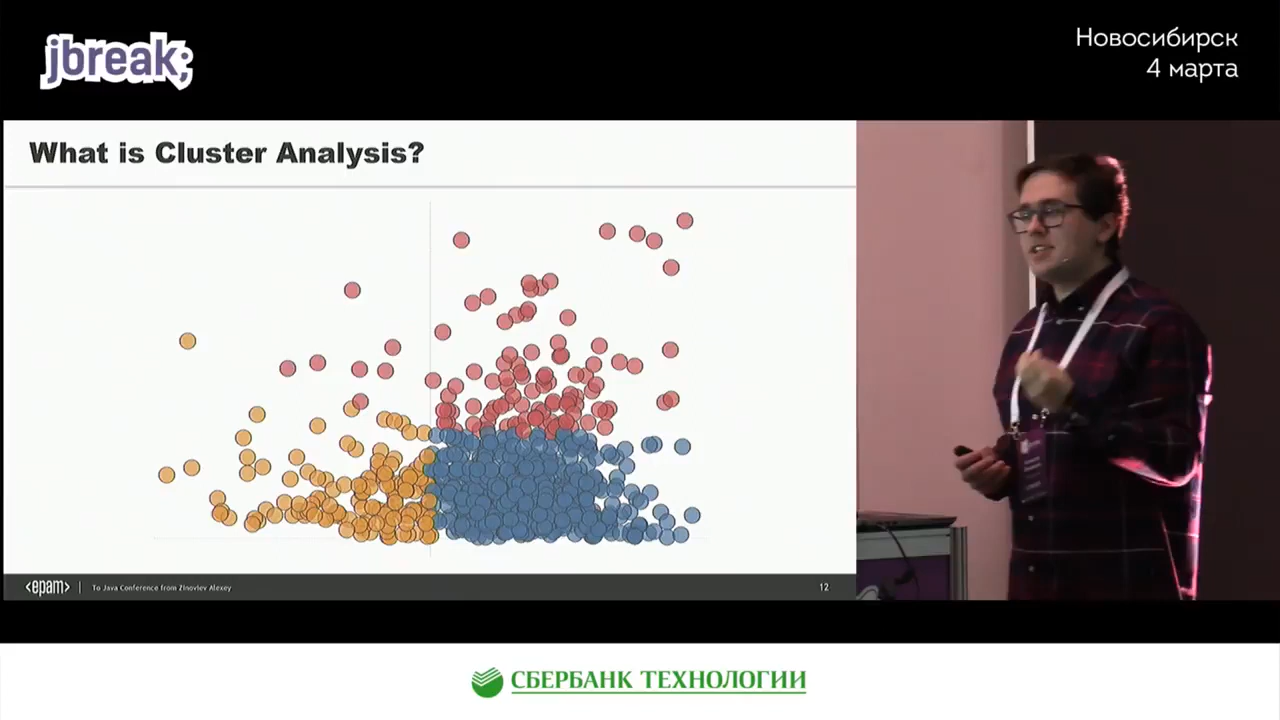 jbreak;
Новосибирск
4 марта
What is Cluster Analysis?
<epam>
To Java Conference from Zinoviev Alexey
12
СБЕРБАНК ТЕХНОЛОГИИ